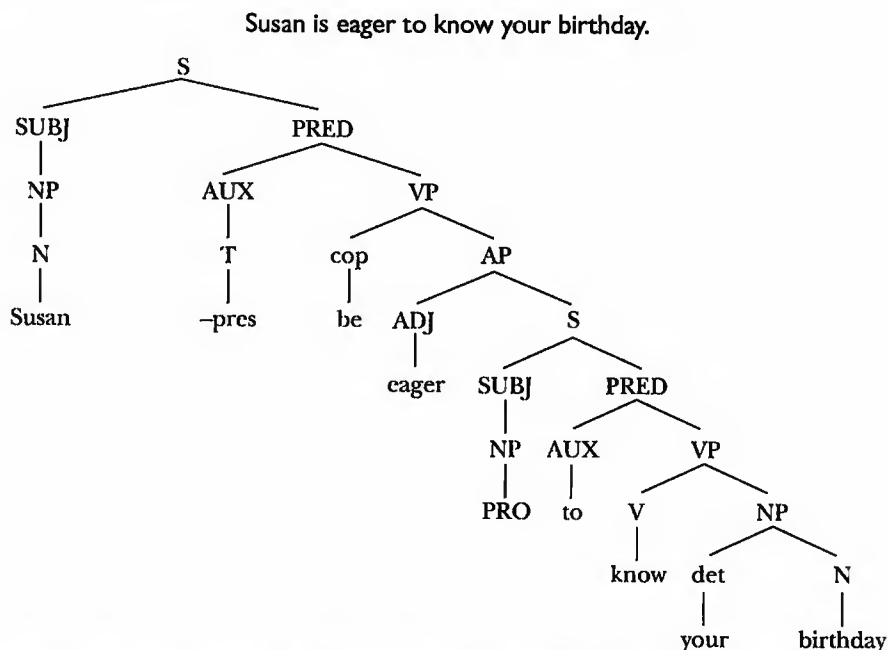 Susan is eager to know your birthday.
S
SUBJ PRED
NP AUX VP
N T cop AP
Susan –pres be ADJ S
eager SUBJ PRED
NP AUX VP
PRO to V NP
know det N
your birthday